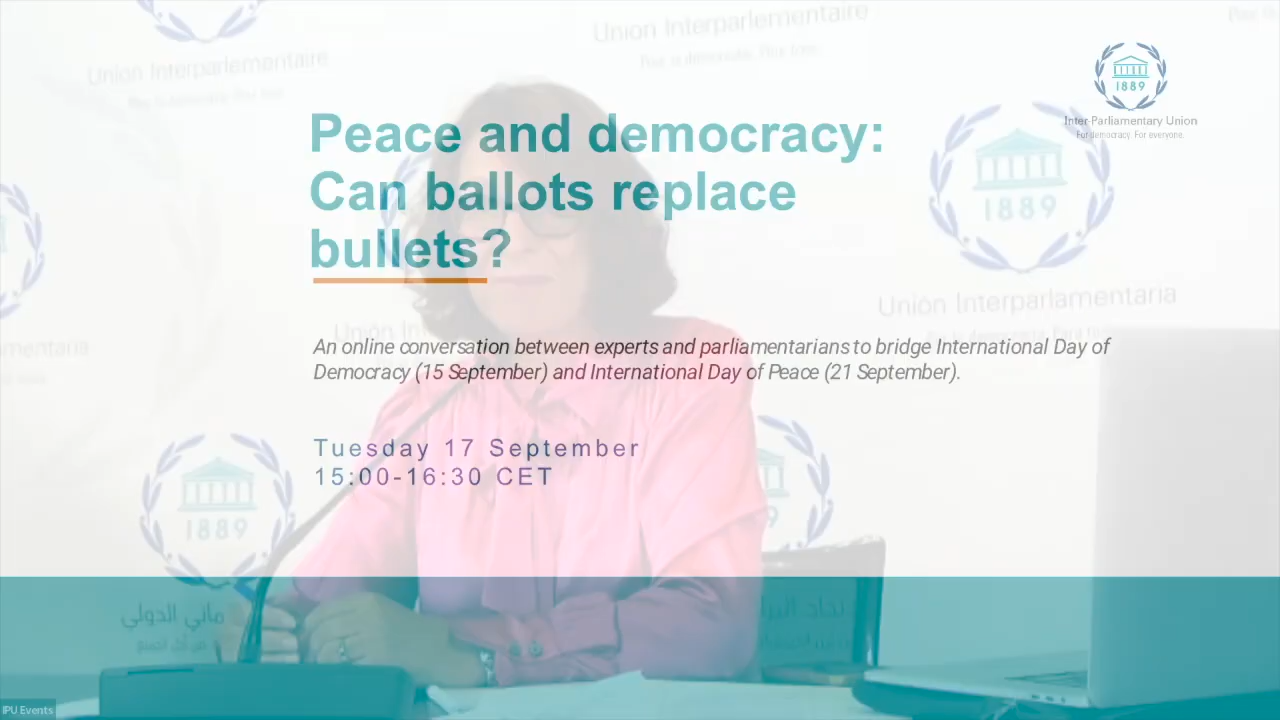 Union Interparlementaire
Union Interparlementaire
1889
Inter-Parliamentary Union
For democracy. For everyone.
Peace and democracy:
Can ballots replace
bullets?
1889
Unión Interparlamentaria
An online conversation between experts and parliamentarians to bridge International Day of
Democracy (15 September) and International Day of Peace (21 September).
Tuesday 17 September
15:00-16:30 CET
1889
IPU Events